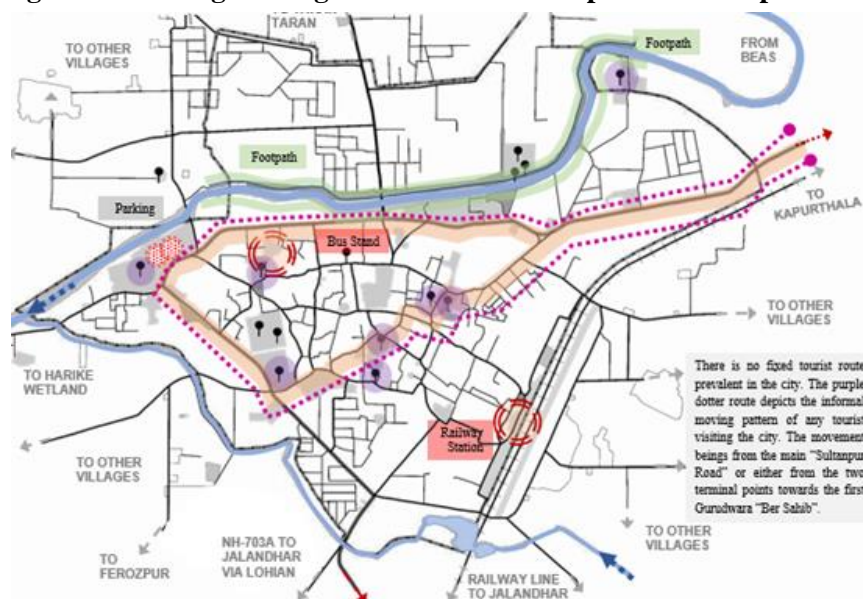 TARAN
TO OTHER
VILLAGES
Footpath
FROM
BEAS
Footpath
Parking
Bus Stand
TO
KAPURTHALA
TO OTHER
VILLAGES
TO HARIKE
WETLAND
There is no fixed tourist route
prevalent in the city. The purple
dotter route depicts the informal
moving pattern of any tourist
visiting the city. The movement
beings from the main “Sultanpur
Road” or either from the two
terminal points towards the first
Gurudwara “Ber Sahib”.
Railway
Station
TO OTHER
VILLAGES
TO
FEROZPUR
NH-703A TO
JALANDHAR
VIA LOHIAN
RAILWAY LINE
TO JALANDHAR
TO OTHER
VILLAGES